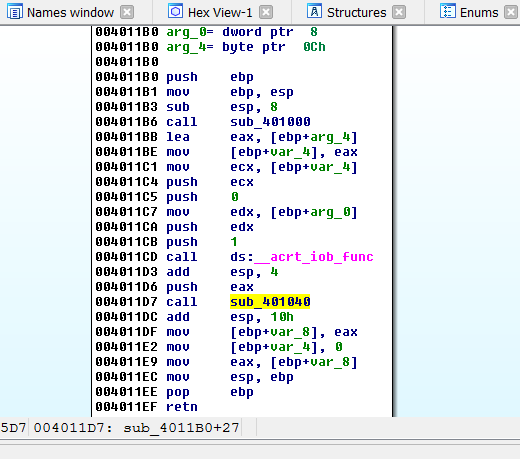 Names window Hex View-1 Structures Enums
004011B0 arg_0= dword ptr  8
004011B0 arg_4= byte ptr  0Ch
004011B0
004011B0 push    ebp
004011B1 mov     ebp, esp
004011B3 sub     esp, 8
004011B6 call    sub_401000
004011BB lea     eax, [ebp+arg_4]
004011BE mov     [ebp+var_4], eax
004011C1 mov     ecx, [ebp+var_4]
004011C4 push    ecx
004011C5 push    0
004011C7 mov     edx, [ebp+arg_0]
004011CA push    edx
004011CB push    1
004011CD call    ds:__acrt_iob_func
004011D3 add     esp, 4
004011D6 push    eax
004011D7 call    sub_401040
004011DC add     esp, 10h
004011DF mov     [ebp+var_8], eax
004011E2 mov     [ebp+var_4], 0
004011E9 mov     eax, [ebp+var_8]
004011EC mov     esp, ebp
004011EE pop     ebp
004011EF retn
5D7 004011D7: sub_4011B0+27